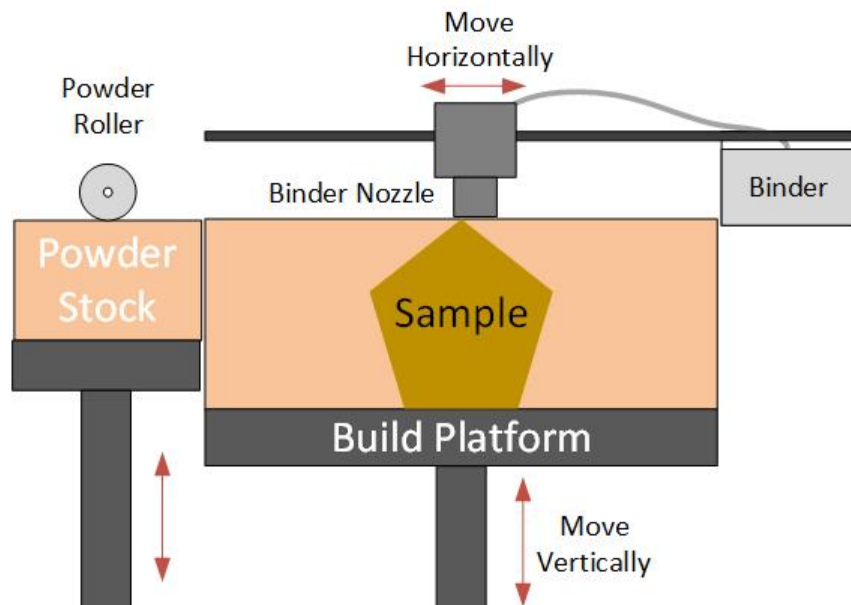 Move
Horizontally
Powder
Roller
Binder Nozzle
Binder
Powder
Stock
Sample
Build Platform
Move
Vertically